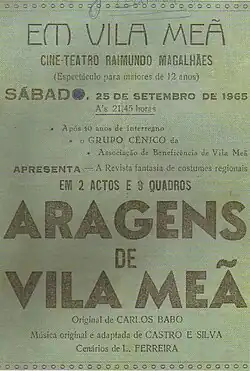 EM VILA MEÃ
CINE-TEATRO RAIMUNDO MAGALHÃES
(Espectáculo para maiores de 12 anos)
SÁBADO, 25 DE SETEMBRO DE 1965
A's 21,45 horas
• Após 10 anos de interregno
• o GRUPO CÉNICO da
• Associação de Beneficência de Vila Meã
APRESENTA — A Revista fantasia de costumes regionais
EM 2 ACTOS E 9 QUADROS
ARAGENS
DE
VILA MEÃ
Original de CARLOS BABO
Música original e adaptada de CASTRO E SILVA
Cenários de L. FERREIRA